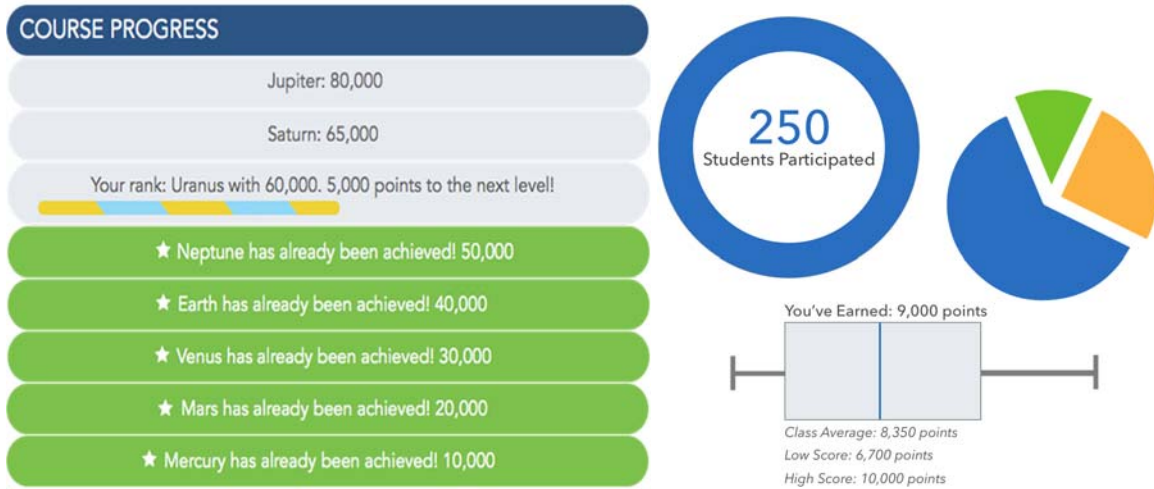 COURSE PROGRESS
Jupiter: 80,000
Saturn: 65,000
Your rank: Uranus with 60,000. 5,000 points to the next level!
★ Neptune has already been achieved! 50,000
★ Earth has already been achieved! 40,000
★ Venus has already been achieved! 30,000
★ Mars has already been achieved! 20,000
★ Mercury has already been achieved! 10,000
250
Students Participated
You've Earned: 9,000 points
Class Average: 8,350 points
Low Score: 6,700 points
High Score: 10,000 points